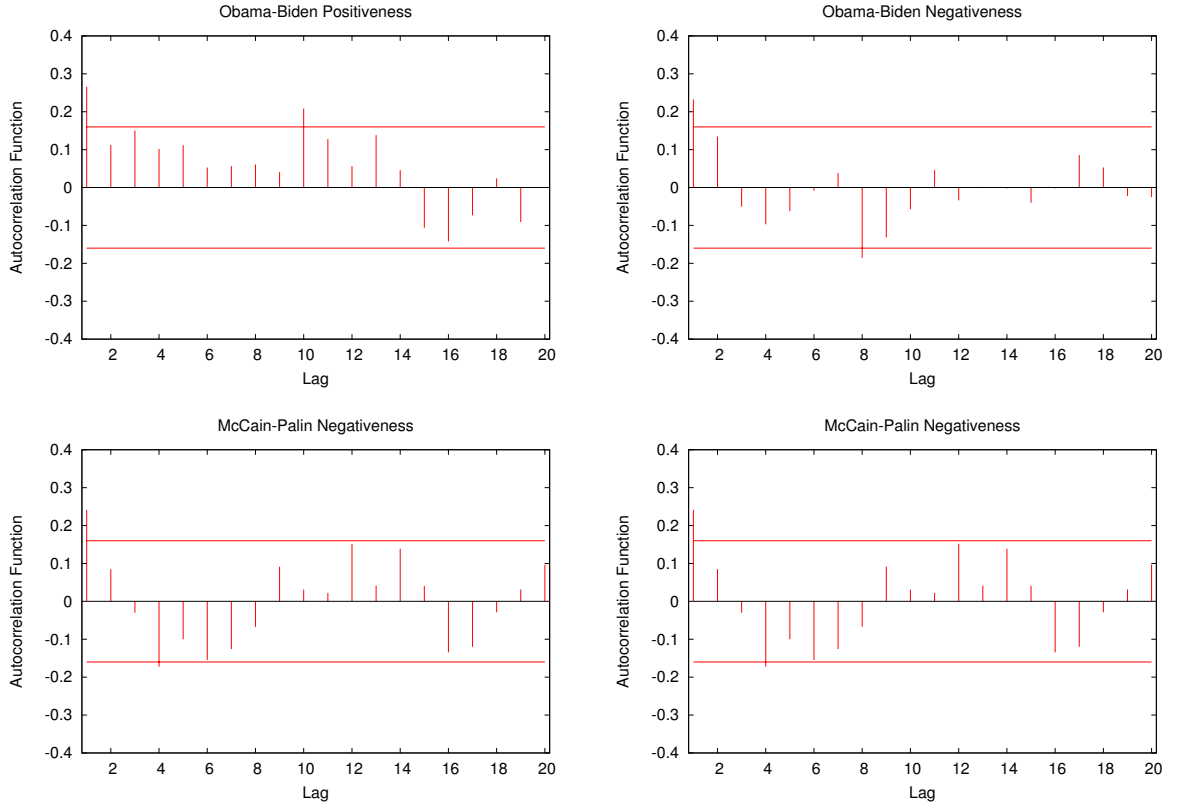 Obama-Biden Positiveness
0.4
0.3
0.2
0.1
0
-0.1
-0.2
-0.3
-0.4
Autocorrelation Function
2 4 6 8 10 12 14 16 18 20
Lag
Obama-Biden Negativeness
0.4
0.3
0.2
0.1
0
-0.1
-0.2
-0.3
-0.4
Autocorrelation Function
2 4 6 8 10 12 14 16 18 20
Lag
McCain-Palin Negativeness
0.4
0.3
0.2
0.1
0
-0.1
-0.2
-0.3
-0.4
Autocorrelation Function
2 4 6 8 10 12 14 16 18 20
Lag
McCain-Palin Negativeness
0.4
0.3
0.2
0.1
0
-0.1
-0.2
-0.3
-0.4
Autocorrelation Function
2 4 6 8 10 12 14 16 18 20
Lag